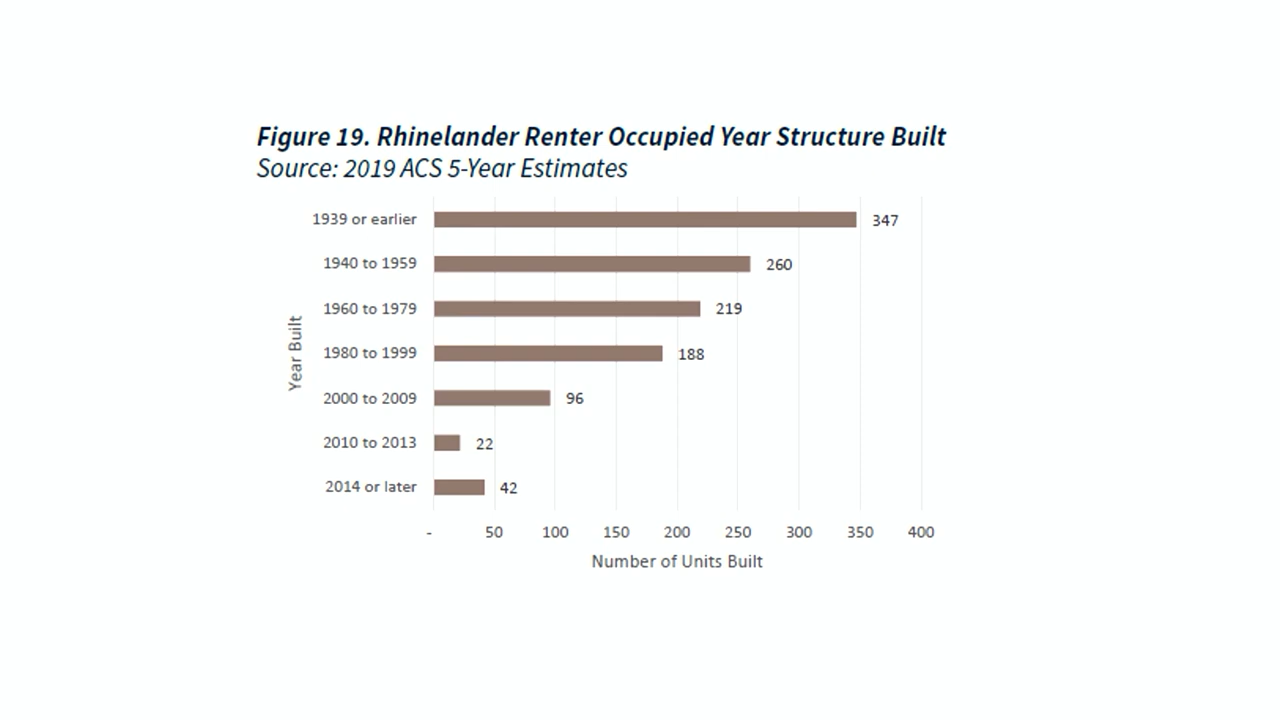 Figure 19. Rhinelander Renter Occupied Year Structure Built
Source: 2019 ACS 5-Year Estimates
Year Built
1939 or earlier 347
1940 to 1959 260
1960 to 1979 219
1980 to 1999 188
2000 to 2009 96
2010 to 2013 22
2014 or later 42
- 50 100 150 200 250 300 350 400
Number of Units Built